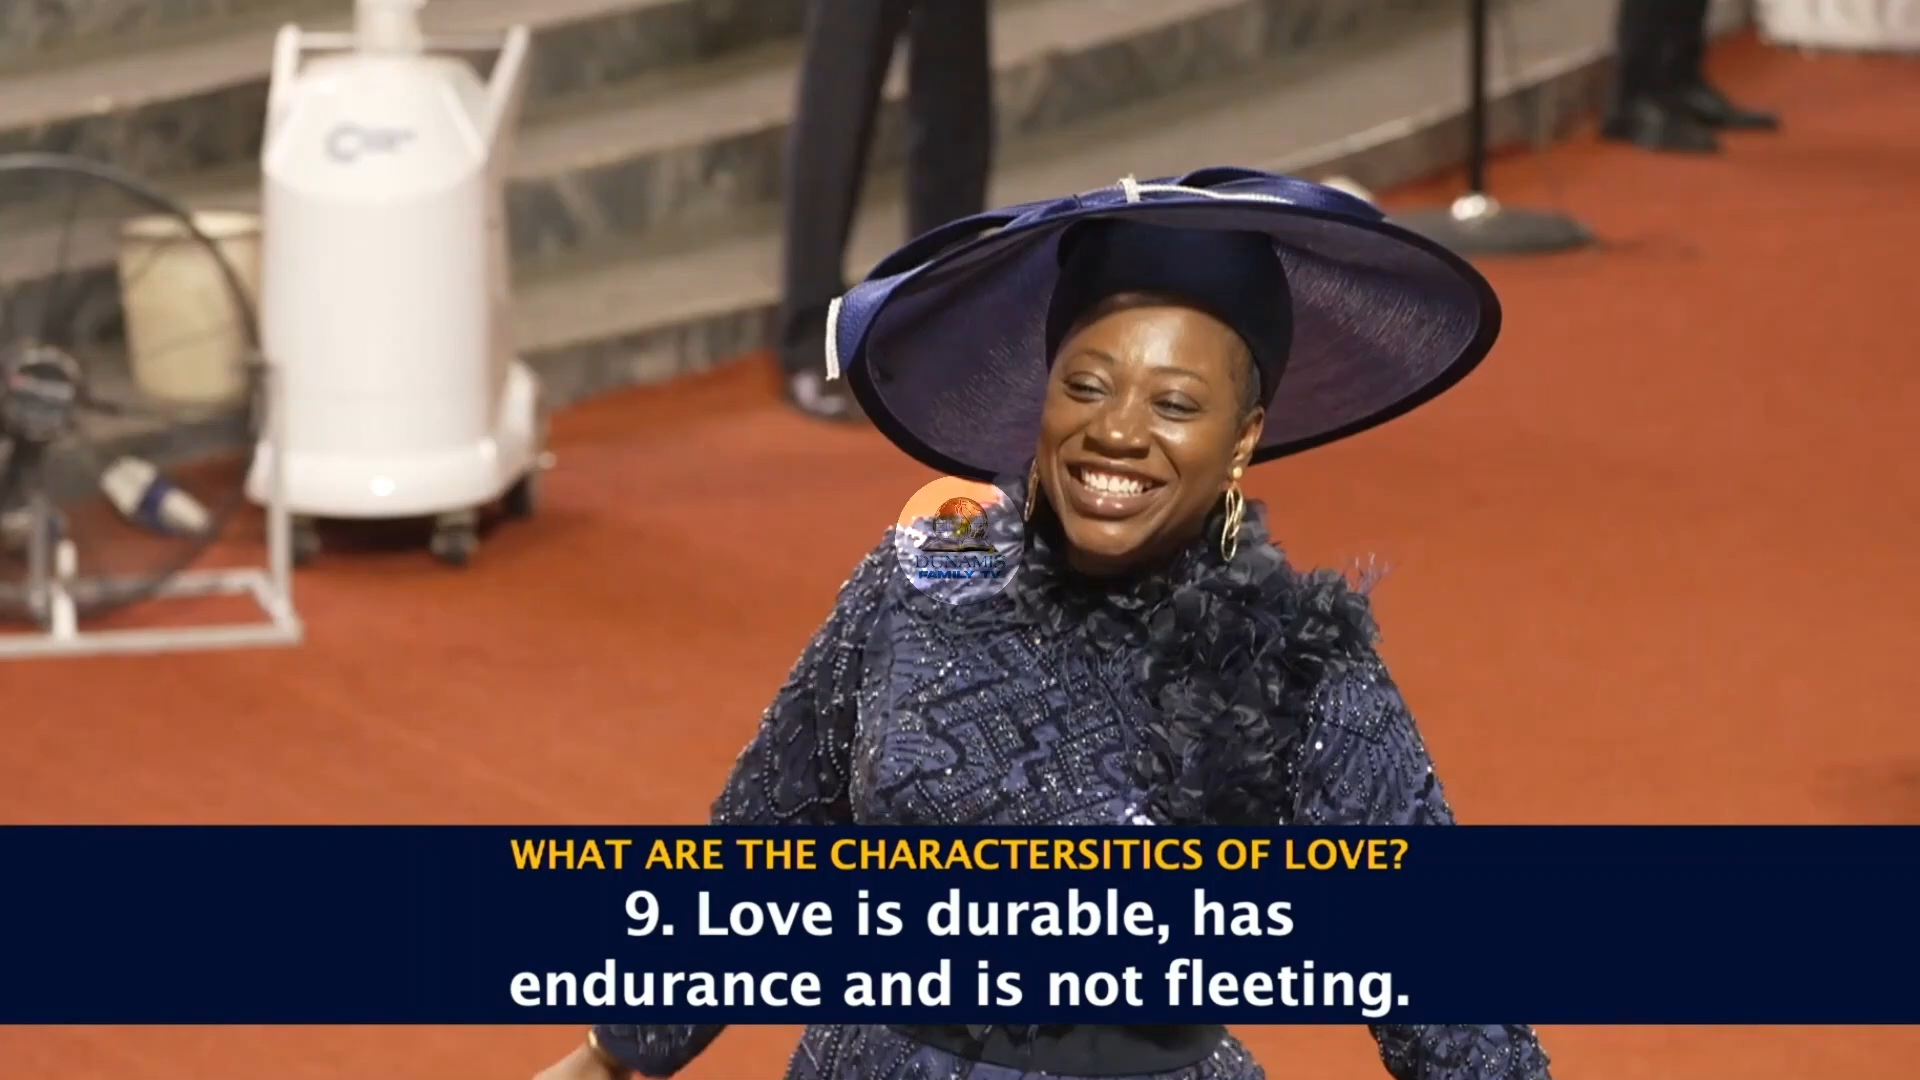 DUNAMIS
FAMILY TV
WHAT ARE THE CHARACTERSITICS OF LOVE?
9. Love is durable, has
endurance and is not fleeting.